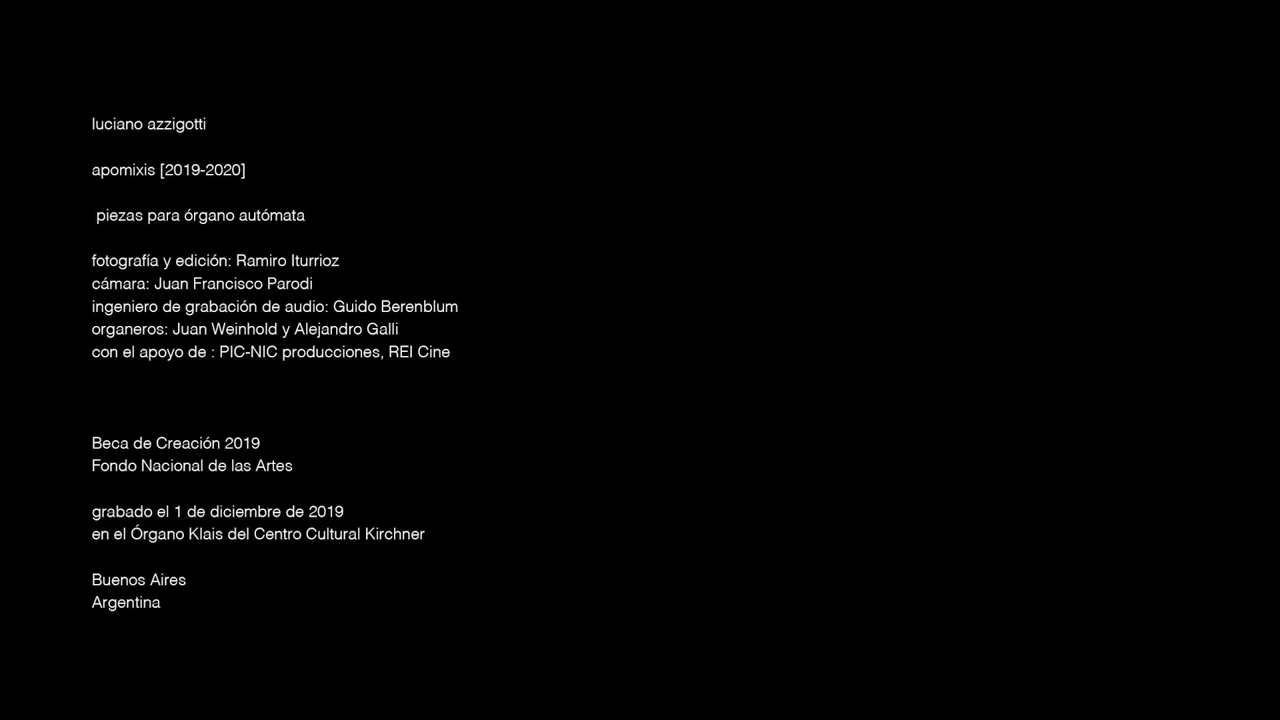 luciano azzigotti
apomixis [2019-2020]
piezas para órgano autómata
fotografía y edición: Ramiro Iturrioz
cámara: Juan Francisco Parodi
ingeniero de grabación de audio: Guido Berenblum
organeros: Juan Weinhold y Alejandro Galli
con el apoyo de : PIC-NIC producciones, REI Cine
Beca de Creación 2019
Fondo Nacional de las Artes
grabado el 1 de diciembre de 2019
en el Órgano Klais del Centro Cultural Kirchner
Buenos Aires
Argentina